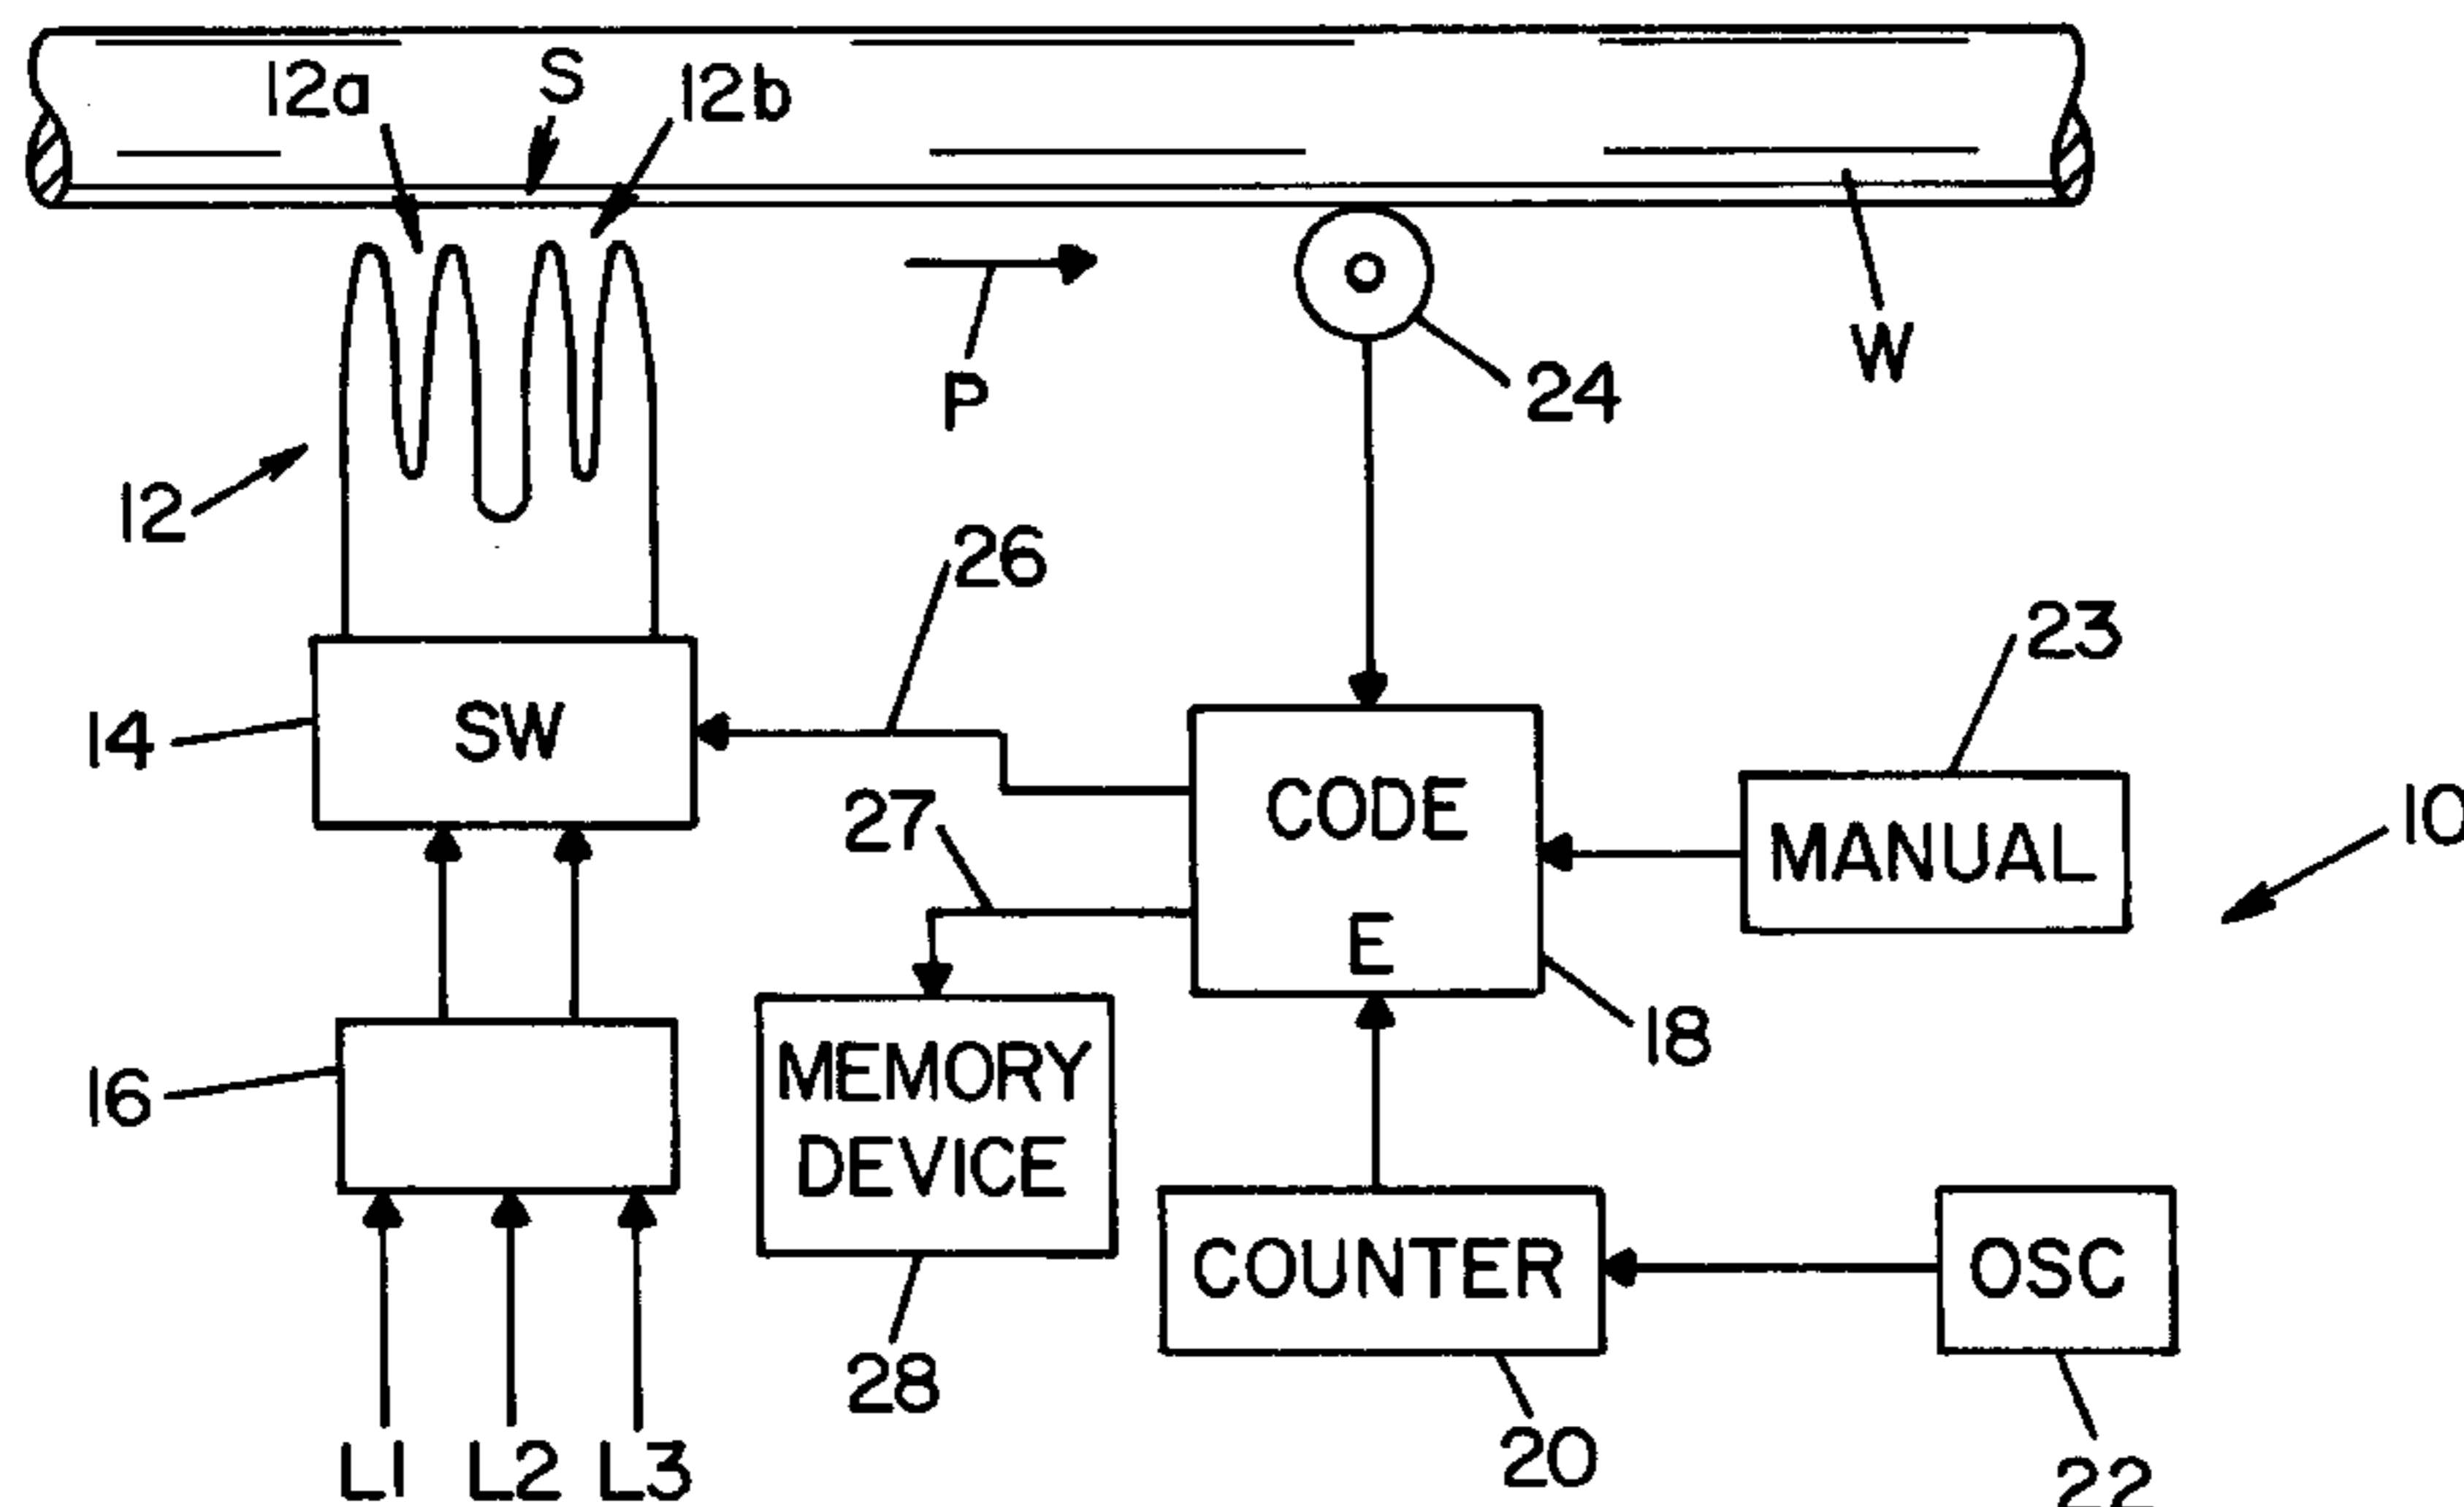 12a
S
12b
P
24
W
12
26
23
14
SW
27
CODE
E
MANUAL
10
18
16
MEMORY
DEVICE
28
COUNTER
OSC
20
22
L1
L2
L3